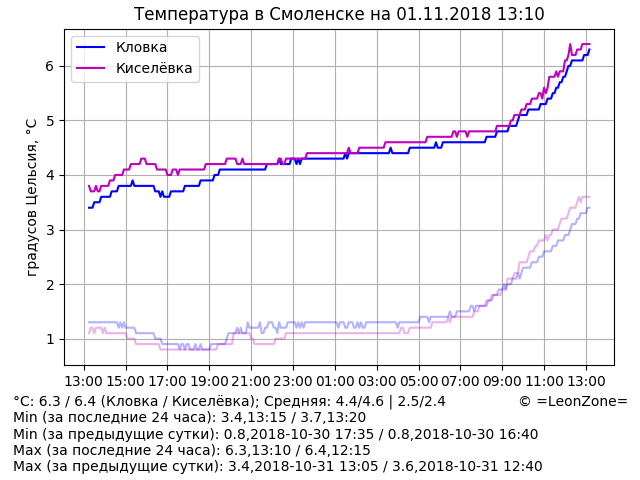 Температура в Смоленске на 01.11.2018 13:10
Кловка
Киселёвка
градусов Цельсия, °C
6
5
4
3
2
1
13:00 15:00 17:00 19:00 21:00 23:00 01:00 03:00 05:00 07:00 09:00 11:00 13:00
°C: 6.3 / 6.4 (Кловка / Киселёвка); Средняя: 4.4/4.6 | 2.5/2.4 © =LeonZone=
Min (за последние 24 часа): 3.4,13:15 / 3.7,13:20
Min (за предыдущие сутки): 0.8,2018-10-30 17:35 / 0.8,2018-10-30 16:40
Max (за последние 24 часа): 6.3,13:10 / 6.4,12:15
Max (за предыдущие сутки): 3.4,2018-10-31 13:05 / 3.6,2018-10-31 12:40